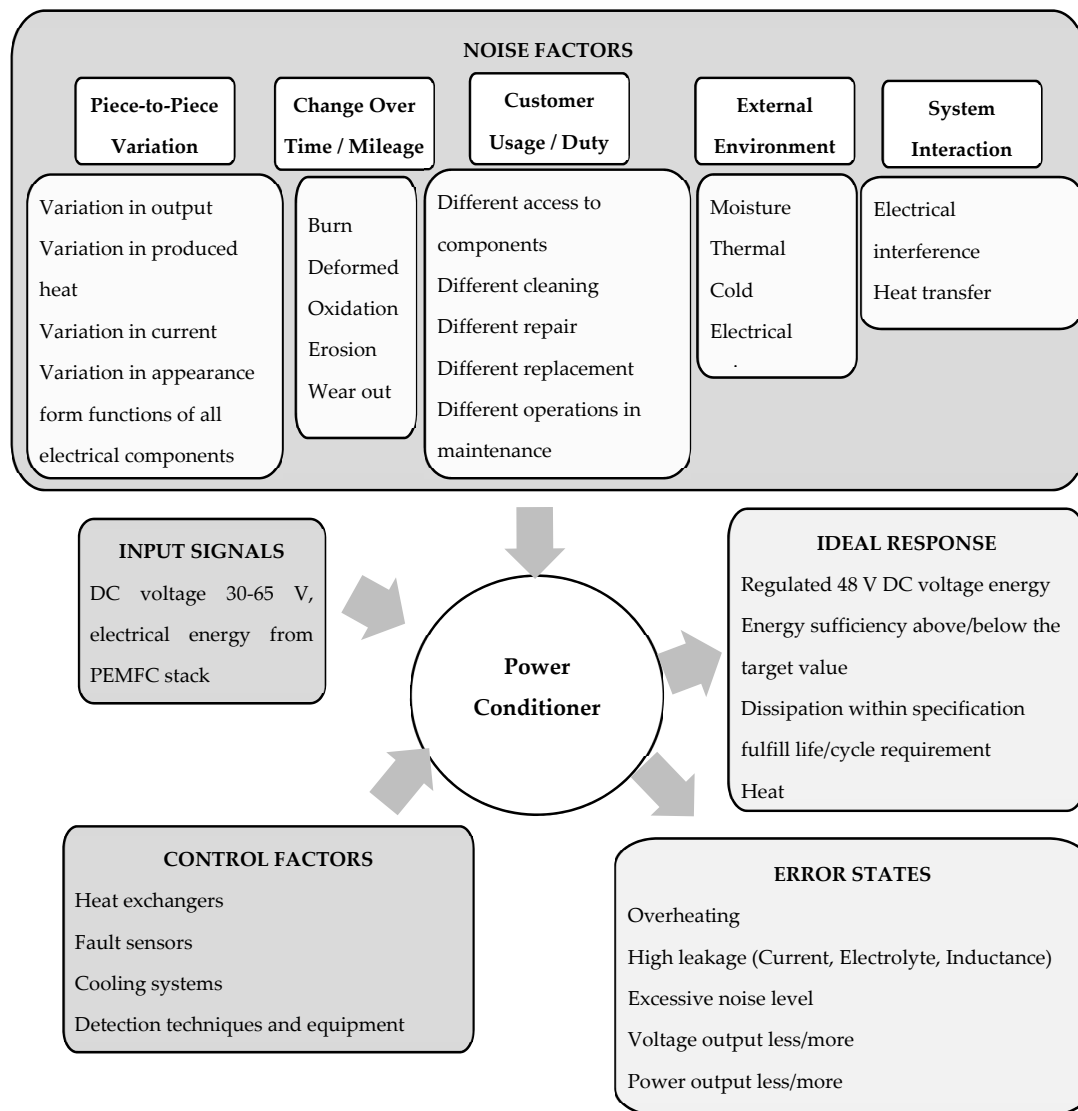 NOISE FACTORS
Piece-to-Piece
Variation
Variation in output
Variation in produced
heat
Variation in current
Variation in appearance
form functions of all
electrical components
Change Over
Time / Mileage
Burn
Deformed
Oxidation
Erosion
Wear out
Customer
Usage / Duty
Different access to
components
Different cleaning
Different repair
Different replacement
Different operations in
maintenance
External
Environment
Moisture
Thermal
Cold
Electrical
System
Interaction
Electrical
interference
Heat transfer
INPUT SIGNALS
DC voltage 30-65 V,
electrical energy from
PEMFC stack
Power
Conditioner
IDEAL RESPONSE
Regulated 48 V DC voltage energy
Energy sufficiency above/below the
target value
Dissipation within specification
fulfill life/cycle requirement
Heat
CONTROL FACTORS
Heat exchangers
Fault sensors
Cooling systems
Detection techniques and equipment
ERROR STATES
Overheating
High leakage (Current, Electrolyte, Inductance)
Excessive noise level
Voltage output less/more
Power output less/more